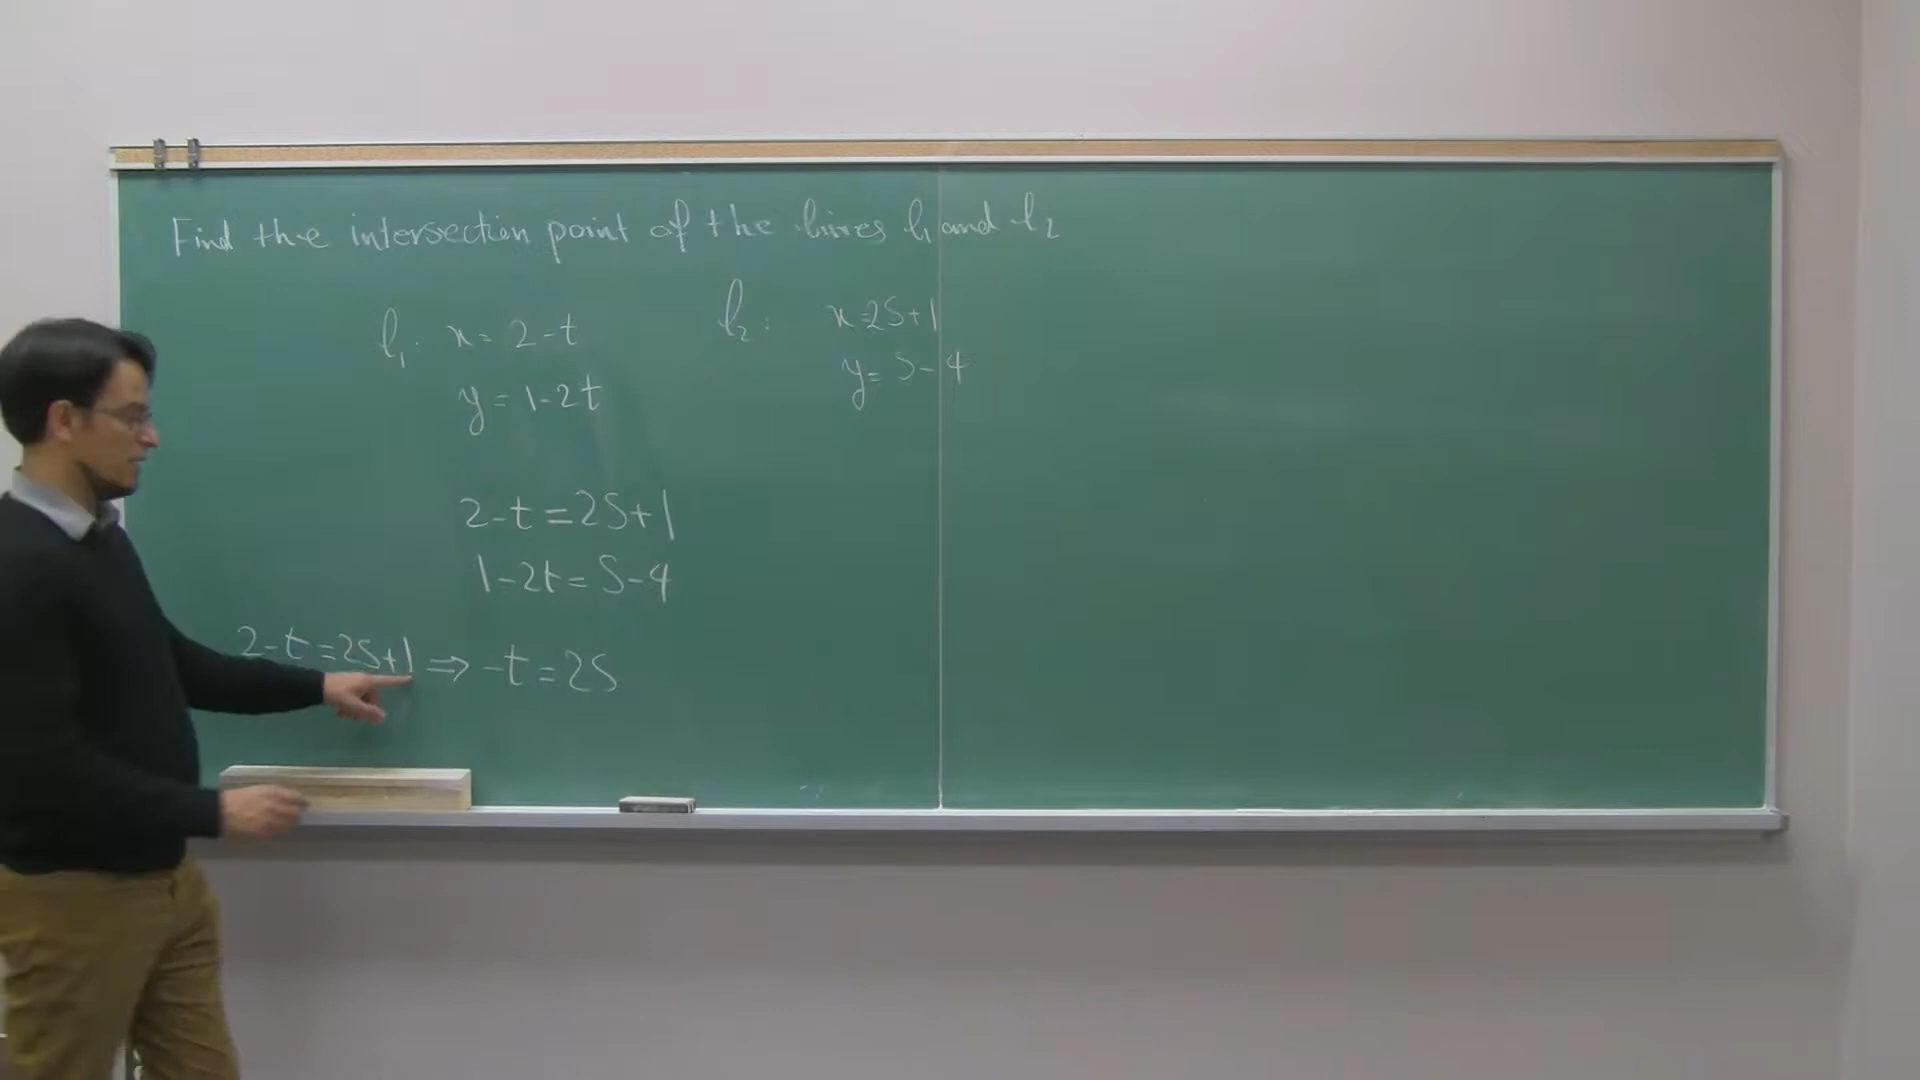 Find the intersection point of the lines l₁ and l₂
l₁: x = 2 - t
y = 1 - 2t
l₂: x = 2s + 1
y = s - 4
2 - t = 2s + 1
1 - 2t = s - 4
2 - t = 2s + 1 ⇒ -t = 2s